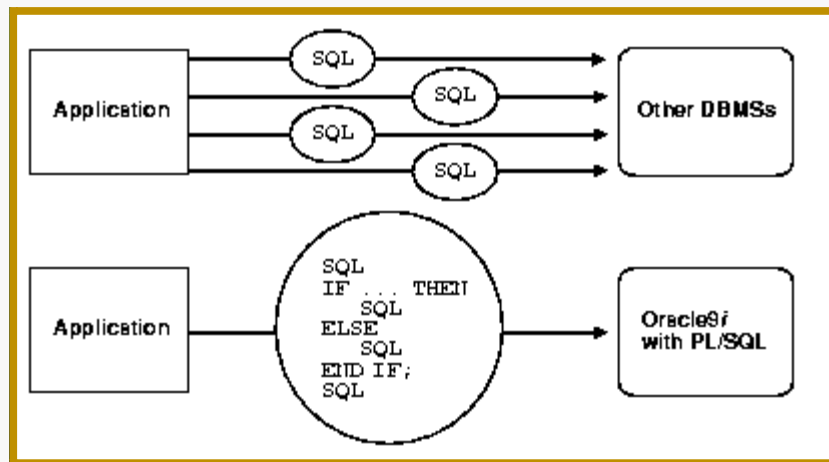 SQL
SQL
Application
Other DBMSs
SQL
SQL
SQL
IF ... THEN
SQL
ELSE
SQL
END IF;
SQL
Application
Oracle9i
with PL/SQL